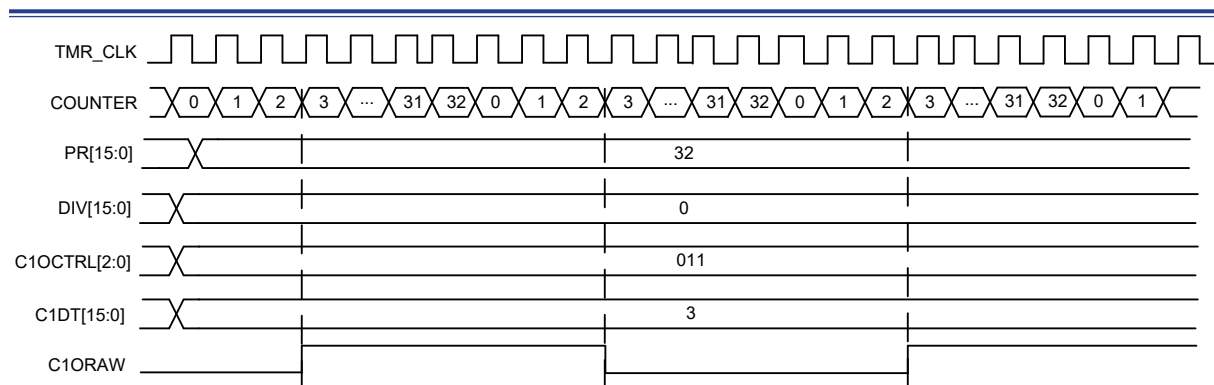 TMR_CLK
COUNTER 0 1 2 3 ... 31 32 0 1 2 3 ... 31 32 0 1 2 3 ... 31 32 0 1
PR[15:0] 32
DIV[15:0] 0
C1OCTRL[2:0] 011
C1DT[15:0] 3
C1ORAW